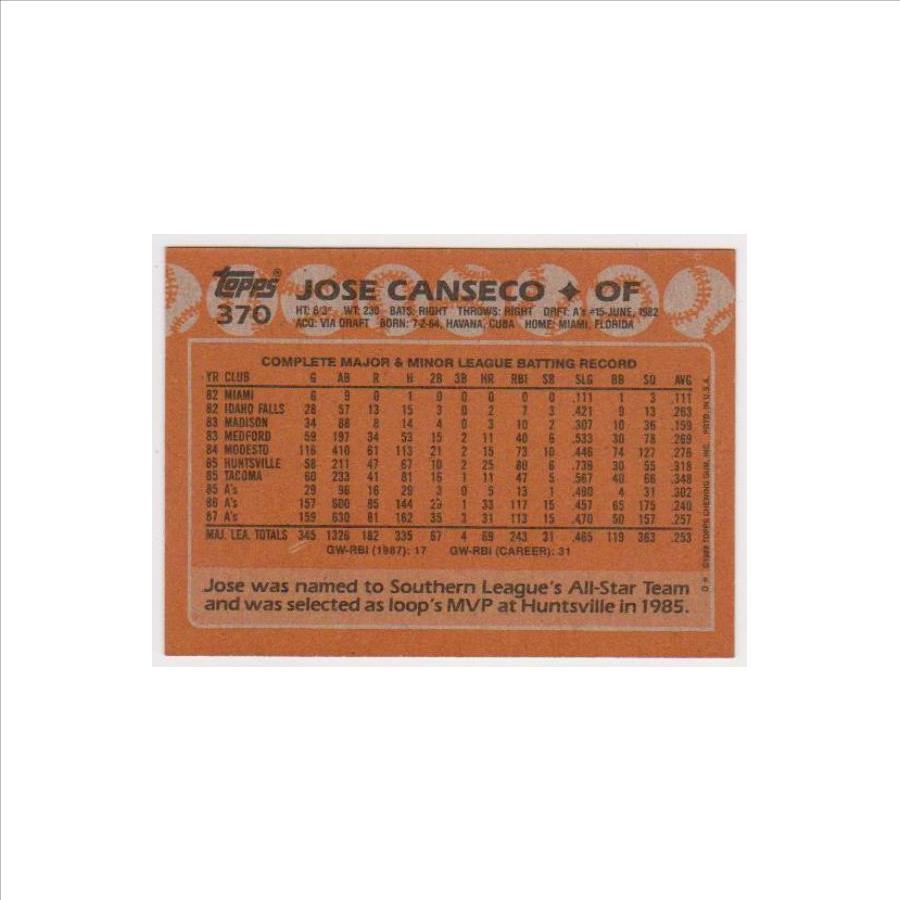 topps®
370
JOSE CANSECO ✦ OF
HT: 6'3" WT: 230 BATS: RIGHT THROWS: RIGHT DRFT: A's #15-JUNE, 1982
ACQ: VIA DRAFT BORN: 7-2-64, HAVANA, CUBA HOME: MIAMI, FLORIDA
COMPLETE MAJOR & MINOR LEAGUE BATTING RECORD
YR CLUB G AB R H 2B 3B HR RBI SB SLG BB SO AVG
82 MIAMI 6 9 0 1 0 0 0 0 0 .111 1 3 .111
82 IDAHO FALLS 28 57 13 15 3 0 2 7 3 .421 9 13 .263
83 MADISON 34 88 8 14 4 0 3 10 2 .307 10 36 .159
83 MEDFORD 59 197 34 53 15 2 11 40 6 .533 30 78 .269
84 MODESTO 116 410 61 113 21 2 15 73 10 .446 74 127 .276
85 HUNTSVILLE 58 211 47 67 10 2 25 80 6 .739 30 55 .318
85 TACOMA 60 233 41 81 16 1 11 47 5 .567 40 66 .348
85 A's 29 96 16 29 3 0 5 13 1 .490 4 31 .302
86 A's 157 600 85 144 29 1 33 117 15 .457 65 175 .240
87 A's 159 630 81 162 35 3 31 113 15 .470 50 157 .257
MAJ. LEA. TOTALS 345 1326 182 335 67 4 69 243 31 .465 119 363 .253
GW-RBI (1987): 17 GW-RBI (CAREER): 31
Jose was named to Southern League's All-Star Team
and was selected as loop's MVP at Huntsville in 1985.
TOPPS CHEWING GUM, INC. PRTD. IN U.S.A.